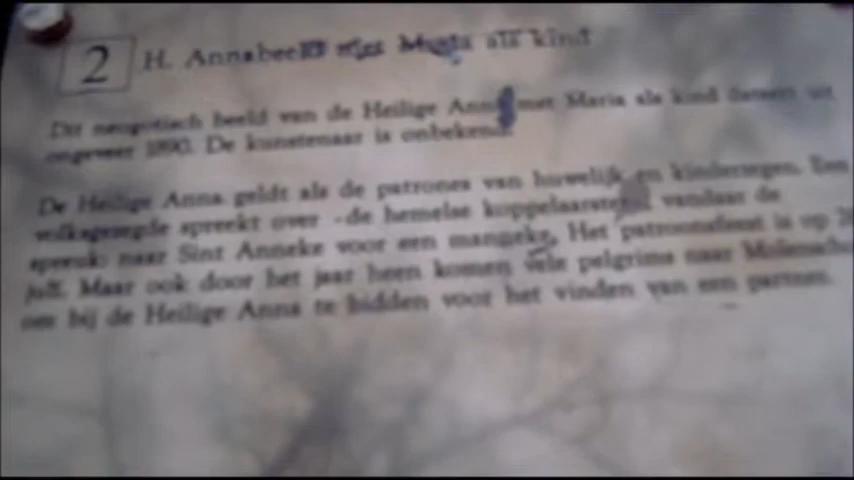 2 H. Annabeeld met Maria als kind
Dit neogotisch beeld van de Heilige Anna met Maria als kind dateert uit
ongeveer 1890. De kunstenaar is onbekend.
De Heilige Anna geldt als de patrones van huwelijk en kinderzegen. Een
volksgezegde spreekt over -de hemelse koppelaarster- vandaar de
spreuk: naar Sint Anneke voor een manneke. Het patroonsfeest is op 26
juli. Maar ook door het jaar heen komen vele pelgrims naar
om bij de Heilige Anna te bidden voor het vinden van een partner.